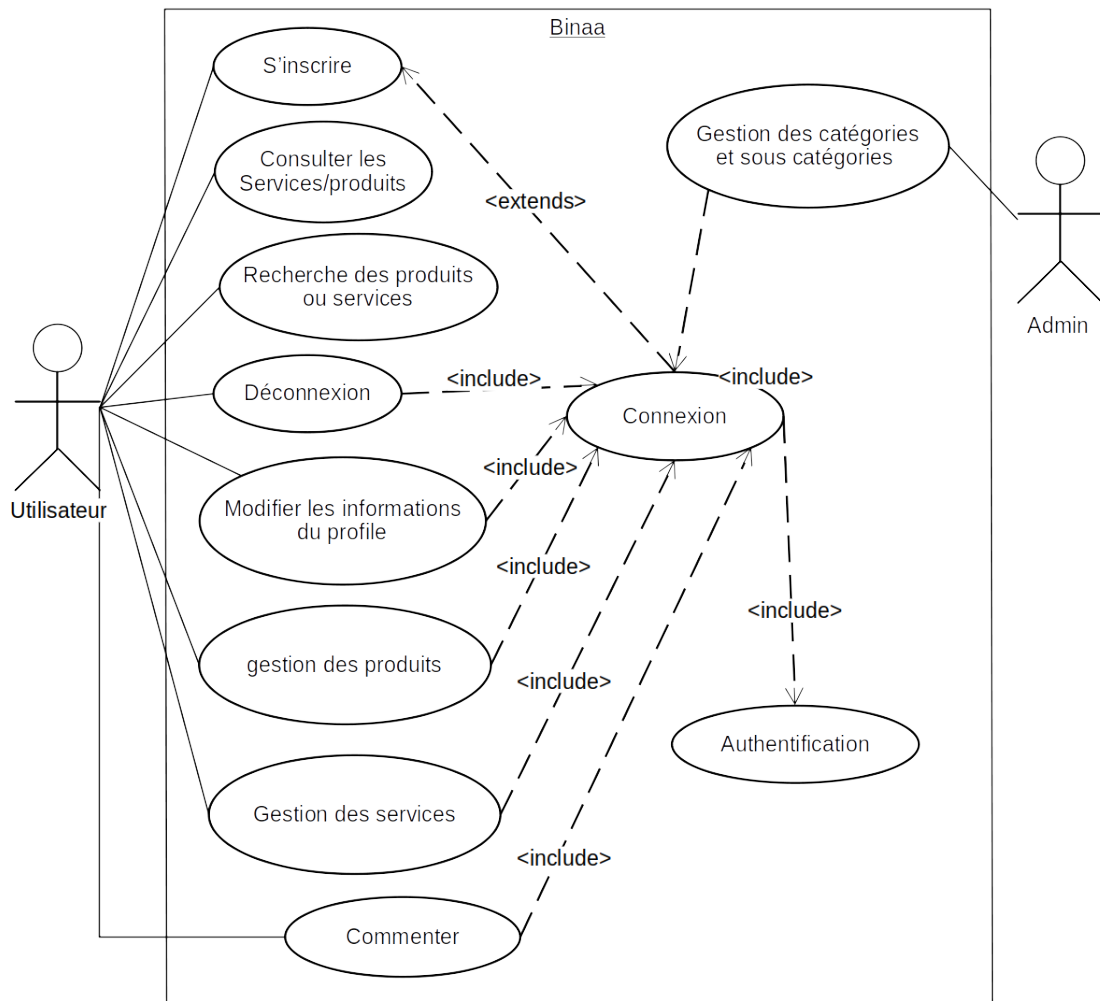 Binaa
S'inscrire
Gestion des catégories
et sous catégories
Consulter les
Services/produits
<extends>
Recherche des produits
ou services
Admin
Déconnexion
<include>
<include>
Connexion
Utilisateur
Modifier les informations
du profile
<include>
<include>
<include>
gestion des produits
<include>
Authentification
Gestion des services
<include>
Commenter